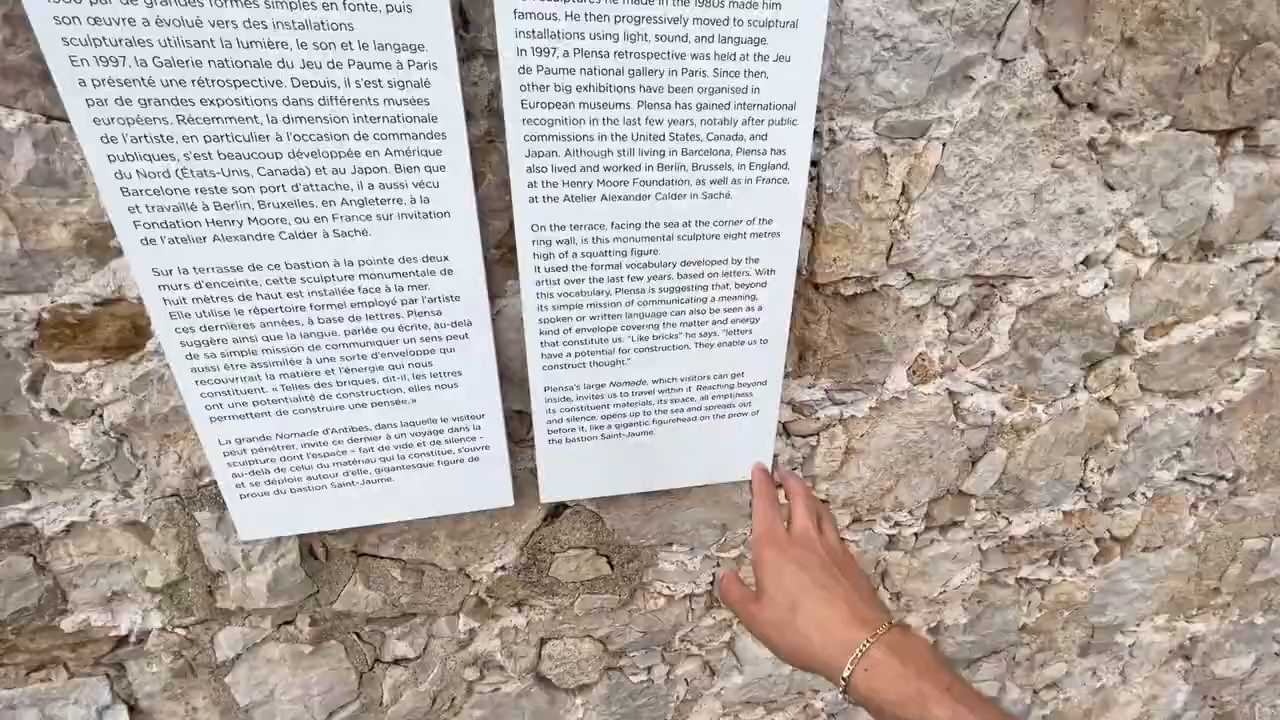 par de grandes formes simples en fonte, puis
son œuvre a évolué vers des installations
sculpturales utilisant la lumière, le son et le langage.
En 1997, la Galerie nationale du Jeu de Paume à Paris
a présenté une rétrospective. Depuis, il s'est signalé
par de grandes expositions dans différents musées
européens. Récemment, la dimension internationale
de l'artiste, en particulier à l'occasion de commandes
publiques, s'est beaucoup développée en Amérique
du Nord (États-Unis, Canada) et au Japon. Bien que
Barcelone reste son port d'attache, il a aussi vécu
et travaillé à Berlin, Bruxelles, en Angleterre, à la
Fondation Henry Moore, ou en France sur invitation
de l'atelier Alexandre Calder à Saché.
Sur la terrasse de ce bastion à la pointe des deux
murs d'enceinte, cette sculpture monumentale de
huit mètres de haut est installée face à la mer.
Elle utilise le répertoire formel employé par l'artiste
ces dernières années, à base de lettres. Plensa
suggère ainsi que la langue, parlée ou écrite, au-delà
de sa simple mission de communiquer un sens peut
aussi être assimilée à une sorte d'enveloppe qui
recouvrirait la matière et l'énergie qui nous
constituent. « Telles des briques, dit-il, les lettres
ont une potentialité de construction, elles nous
permettent de construire une pensée. »
La grande Nomade d'Antibes, dans laquelle le visiteur
peut pénétrer, invite ce dernier à un voyage dans la
sculpture dont l'espace – fait de vide et de silence –
au-delà de celui du matériau qui la constitue, s'ouvre
et se déploie autour d'elle, gigantesque figure de
proue du bastion Saint-Jaume.
sculptures he made in the 1980s made him
famous. He then progressively moved to sculptural
installations using light, sound, and language.
In 1997, a Plensa retrospective was held at the Jeu
de Paume national gallery in Paris. Since then,
other big exhibitions have been organised in
European museums. Plensa has gained international
recognition in the last few years, notably after public
commissions in the United States, Canada, and
Japan. Although still living in Barcelona, Plensa has
also lived and worked in Berlin, Brussels, in England,
at the Henry Moore Foundation, as well as in France,
at the Atelier Alexander Calder in Saché.
On the terrace, facing the sea at the corner of the
ring wall, is this monumental sculpture eight metres
high of a squatting figure.
It used the formal vocabulary developed by the
artist over the last few years, based on letters. With
this vocabulary, Plensa is suggesting that, beyond
its simple mission of communicating a meaning,
spoken or written language can also be seen as a
kind of envelope covering the matter and energy
that constitute us. "Like bricks" he says, "letters
have a potential for construction. They enable us to
construct thought."
Plensa's large Nomade, which visitors can get
inside, invites us to travel within it. Reaching beyond
its constituent materials, its space, all emptiness
and silence, opens up to the sea and spreads out
before it, like a gigantic figurehead on the prow of
the bastion Saint-Jaume.